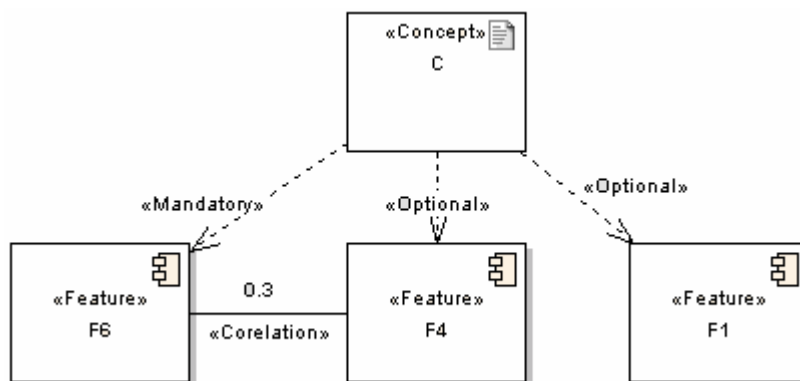 «Concept»
C
«Mandatory»
«Optional»
«Optional»
«Feature»
F6
0.3
«Corelation»
«Feature»
F4
«Feature»
F1